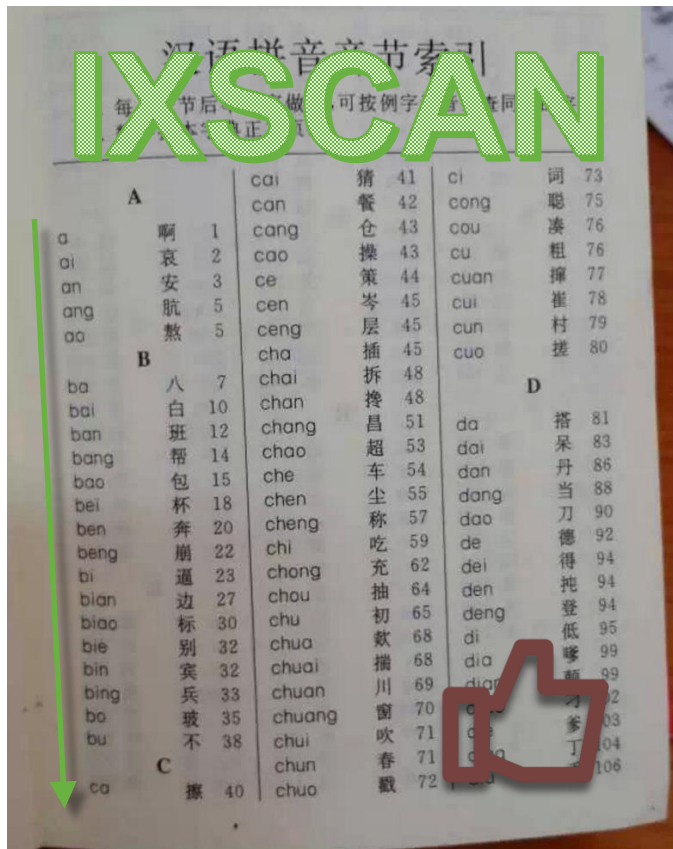 汉语拼音音节索引
IXSCAN
每 节后 做 可按例字
本字典正 页
A
a 啊 1
ai 哀 2
an 安 3
ang 肮 5
ao 熬 5
B
ba 八 7
bai 白 10
ban 班 12
bang 帮 14
bao 包 15
bei 杯 18
ben 奔 20
beng 崩 22
bi 逼 23
bian 边 27
biao 标 30
bie 别 32
bin 宾 32
bing 兵 33
bo 玻 35
bu 不 38
C
ca 擦 40
cai 猜 41
can 餐 42
cang 仓 43
cao 操 43
ce 策 44
cen 岑 45
ceng 层 45
cha 插 45
chai 拆 48
chan 搀 48
chang 昌 51
chao 超 53
che 车 54
chen 尘 55
cheng 称 57
chi 吃 59
chong 充 62
chou 抽 64
chu 初 65
chua 欻 68
chuai 揣 68
chuan 川 69
chuang 窗 70
chui 吹 71
chun 春 71
chuo 戳 72
ci 词 73
cong 聪 75
cou 凑 76
cu 粗 76
cuan 撺 77
cui 崔 78
cun 村 79
cuo 搓 80
D
da 搭 81
dai 呆 83
dan 丹 86
dang 当 88
dao 刀 90
de 德 92
dei 得 94
den 扽 94
deng 登 94
di 低 95
dia 嗲 99
dian 99
爹 103
丁 104
106